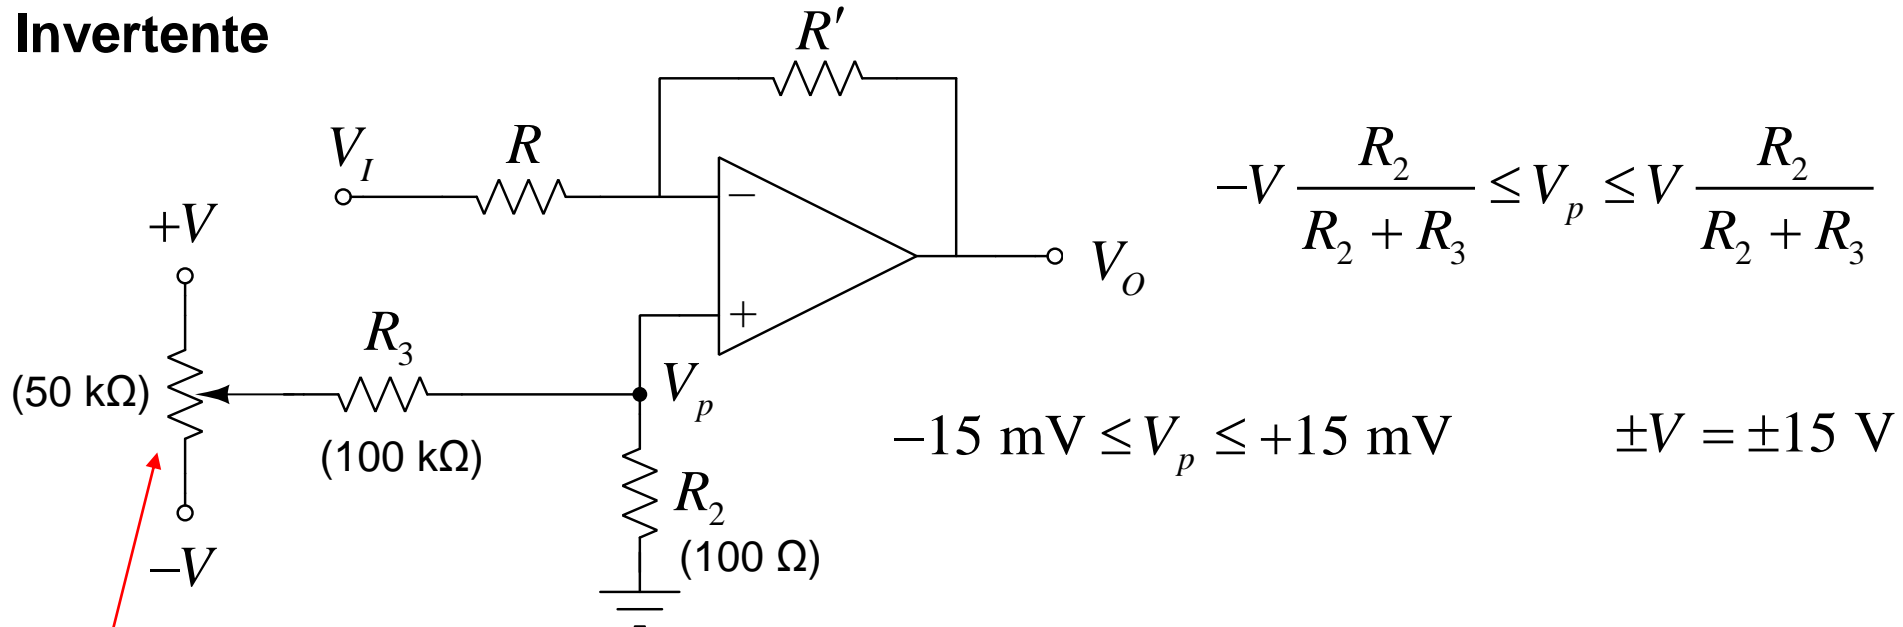 Invertente
R′
V_I
R
−
+V
+
V_O
(50 kΩ)
R_3
V_p
(100 kΩ)
R_2
(100 Ω)
−V
−V R_2/(R_2 + R_3) ≤ V_p ≤ V R_2/(R_2 + R_3)
−15 mV ≤ V_p ≤ +15 mV
±V = ±15 V